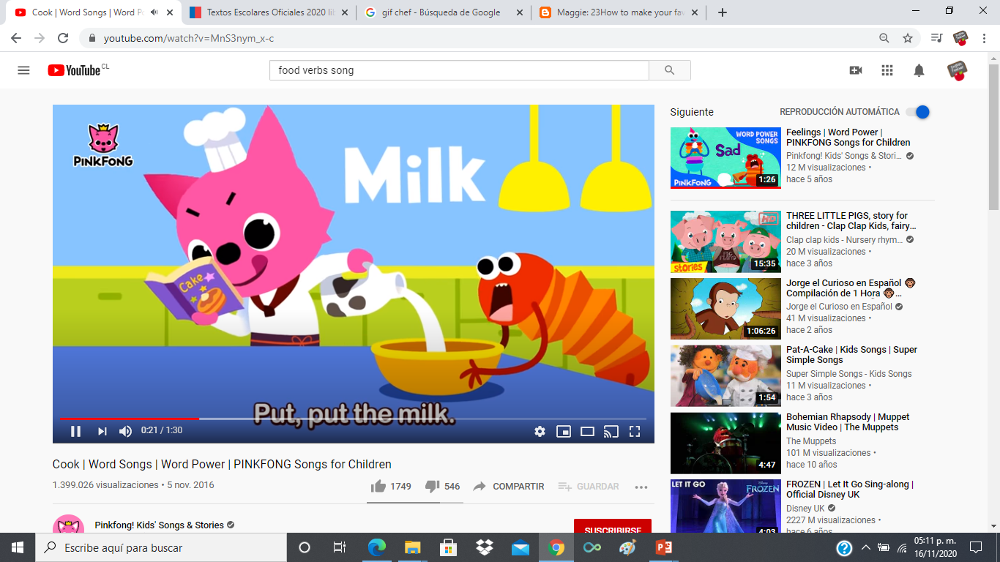 Cook | Word Songs | Word P
Textos Escolares Oficiales 2020 lib
gif chef - Búsqueda de Google
Maggie: 23How to make your fav
youtube.com/watch?v=MnS3nym_x-c
YouTube CL
food verbs song
PINKFONG
Milk
Cake
Put, put the milk.
0:21 / 1:30
Cook | Word Songs | Word Power | PINKFONG Songs for Children
1.399.026 visualizaciones • 5 nov. 2016
1749
546
COMPARTIR
GUARDAR
Pinkfong! Kids' Songs & Stories
SUSCRIBIRSE
Siguiente
REPRODUCCIÓN AUTOMÁTICA
WORD POWER
SONGS
Sad
PINKFONG
1:26
Feelings | Word Power |
PINKFONG Songs for Children
Pinkfong! Kids' Songs & Stori...
12 M visualizaciones •
hace 5 años
HD
stories
15:35
THREE LITTLE PIGS, story for
children - Clap Clap Kids, fairy...
Clap clap kids - Nursery rhym...
20 M visualizaciones •
hace 3 años
1:06:26
Jorge el Curioso en Español
Compilación de 1 Hora ...
Jorge el Curioso en Español
41 M visualizaciones •
hace 2 años
1:54
Pat-A-Cake | Kids Songs | Super
Simple Songs
Super Simple Songs - Kids Songs
11 M visualizaciones •
hace 3 años
4:47
Bohemian Rhapsody | Muppet
Music Video | The Muppets
The Muppets
101 M visualizaciones •
hace 10 años
LET IT GO
FROZEN
4:03
FROZEN | Let It Go Sing-along |
Official Disney UK
Disney UK
2227 M visualizaciones •
hace 6 años
Escribe aquí para buscar
05:11 p. m.
16/11/2020